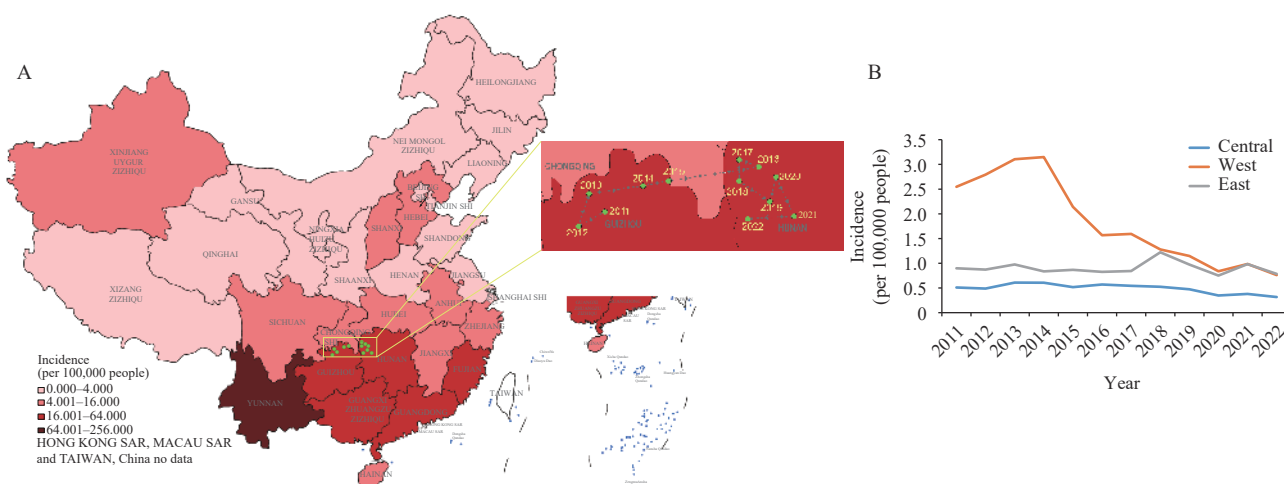 A
HEILONGJIANG
JILIN
NEI MONGOL
ZIZHIQU
LIAONING
XINJIANG
UYGUR
ZIZHIQU
GANSU
BEIJING
TIANJIN SHI
HEBEI
SHANXI
NINGXIA
HUIZU
ZIZHIQU
SHANDONG
QINGHAI
HENAN
JIANGSU
SHAANXI
XIZANG
ZIZHIQU
SHANGHAI SHI
ANHUI
HUBEI
SICHUAN
CHONGQING
ZHEJIANG
JIANGXI
GUIZHOU
YUNNAN
TAIWAN
GUANGDONG
HAINAN
2017
2018
2014
2020
2010
2018
2011
2019
2021
2012
2022
HUNAN
Incidence
(per 100,000 people)
0.000–4.000
4.001–16.000
16.001–64.000
64.001–256.000
HONG KONG SAR, MACAU SAR
and TAIWAN, China no data
B
Incidence
(per 100,000 people)
3.5
3.0
2.5
2.0
1.5
1.0
0.5
0
Central
West
East
2011
2012
2013
2014
2015
2016
2017
2018
2019
2020
2021
2022
Year